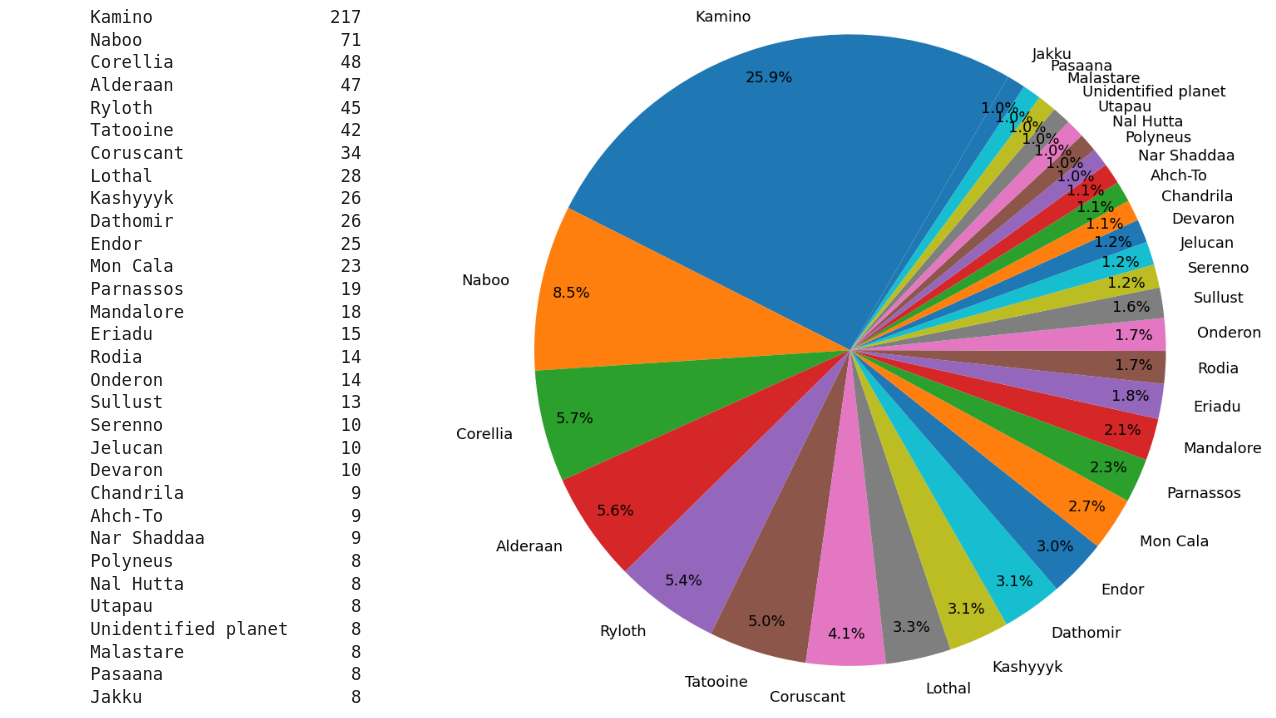 Kamino 217
Naboo 71
Corellia 48
Alderaan 47
Ryloth 45
Tatooine 42
Coruscant 34
Lothal 28
Kashyyyk 26
Dathomir 26
Endor 25
Mon Cala 23
Parnassos 19
Mandalore 18
Eriadu 15
Rodia 14
Onderon 14
Sullust 13
Serenno 10
Jelucan 10
Devaron 10
Chandrila 9
Ahch-To 9
Nar Shaddaa 9
Polyneus 8
Nal Hutta 8
Utapau 8
Unidentified planet 8
Malastare 8
Pasaana 8
Jakku 8
Kamino
25.9%
Naboo
8.5%
Corellia
5.7%
Alderaan
5.6%
Ryloth
5.4%
Tatooine
5.0%
Coruscant
4.1%
Lothal
3.3%
Kashyyyk
3.1%
Dathomir
3.1%
Endor
3.0%
Mon Cala
2.7%
Parnassos
2.3%
Mandalore
2.1%
Eriadu
1.8%
Rodia
1.7%
Onderon
1.7%
Sullust
1.6%
Serenno
1.2%
Jelucan
1.2%
Devaron
1.2%
Chandrila
1.1%
Ahch-To
1.1%
Nar Shaddaa
1.1%
Polyneus
1.0%
Nal Hutta
1.0%
Utapau
1.0%
Unidentified planet
1.0%
Malastare
1.0%
Pasaana
1.0%
Jakku
1.0%